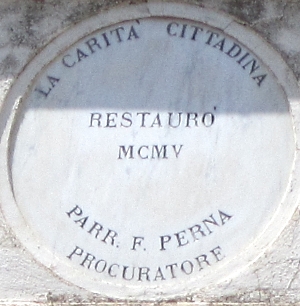 LA CARITÀ CITTADINA
RESTAURÒ
MCMV
PARR. F. PERNA
PROCURATORE